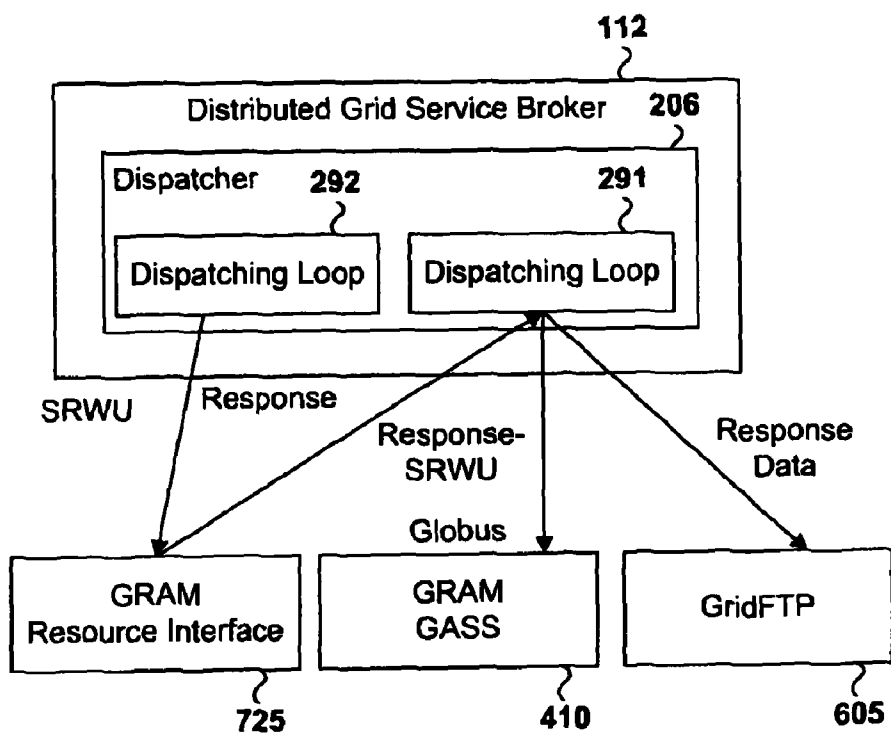 112
Distributed Grid Service Broker
206
Dispatcher
292
291
Dispatching Loop
Dispatching Loop
SRWU
Response
Response-
SRWU
Response
Data
Globus
GRAM
Resource Interface
GRAM
GASS
GridFTP
725
410
605